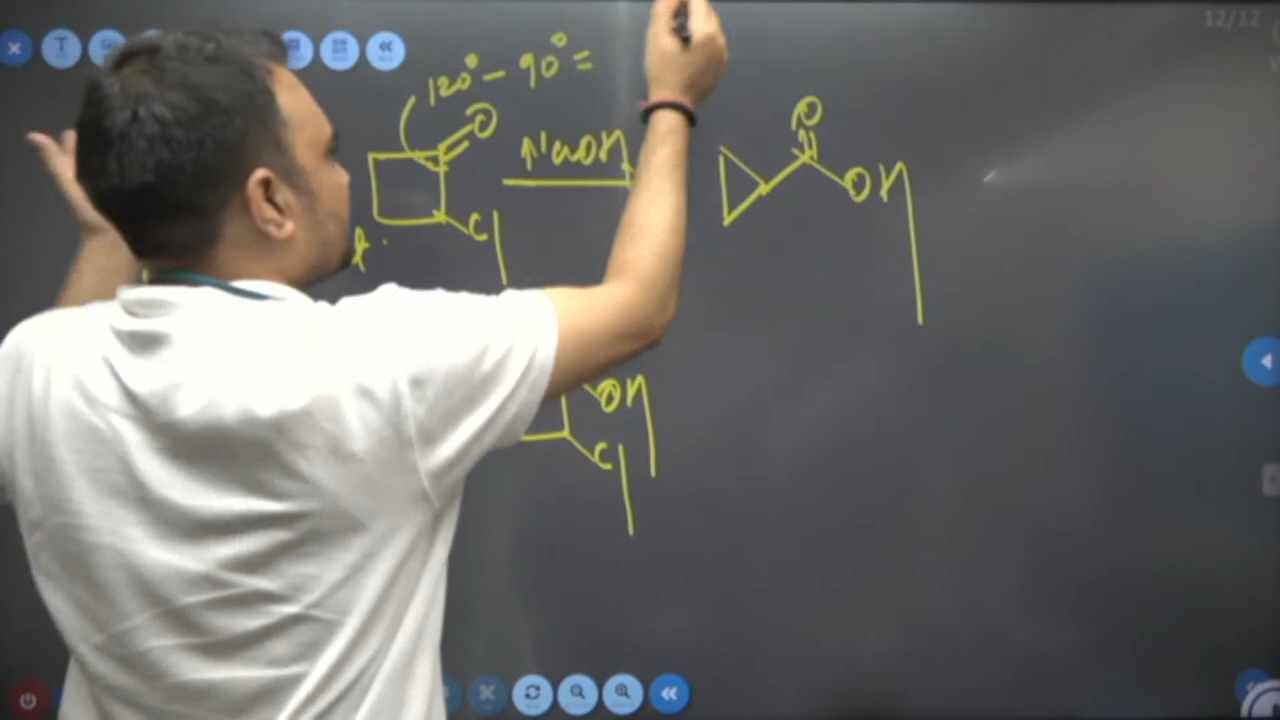 12/12
T
120° – 90° =
O
NaOH
O
OH
Cl
OH
Cl